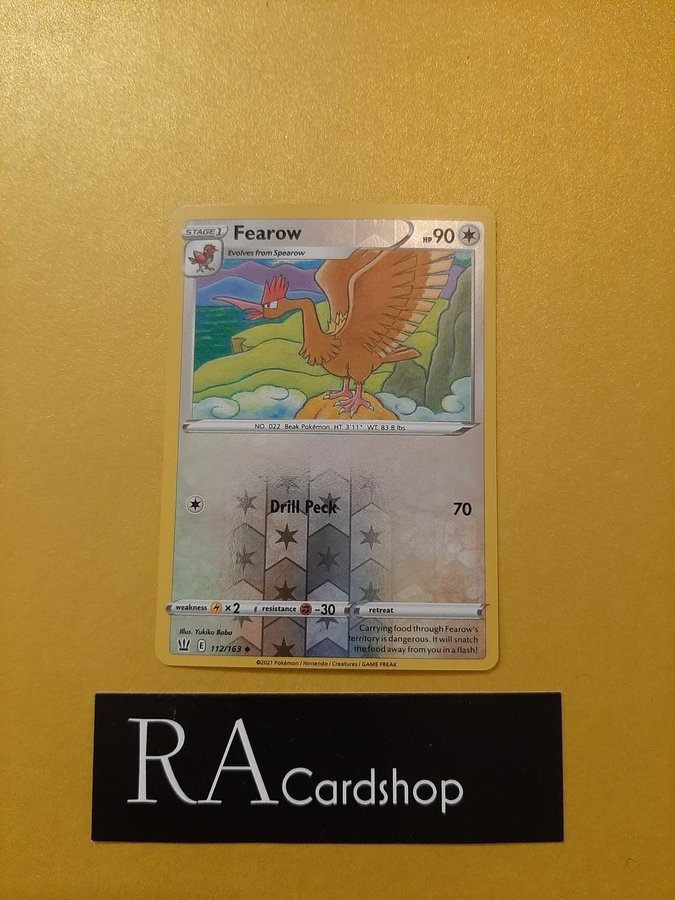 STAGE 1 Fearow HP 90
Evolves from Spearow
NO. 022 Beak Pokémon HT 3'11" WT. 83.8 lbs
Drill Peck 70
weakness ×2 resistance -30 retreat
Illus. Yukiko Baba
Carrying food through Fearow's
territory is dangerous. It will snatch
the food away from you in a flash!
E 112/163
©2021 Pokémon / Nintendo / Creatures / GAME FREAK
RA Cardshop